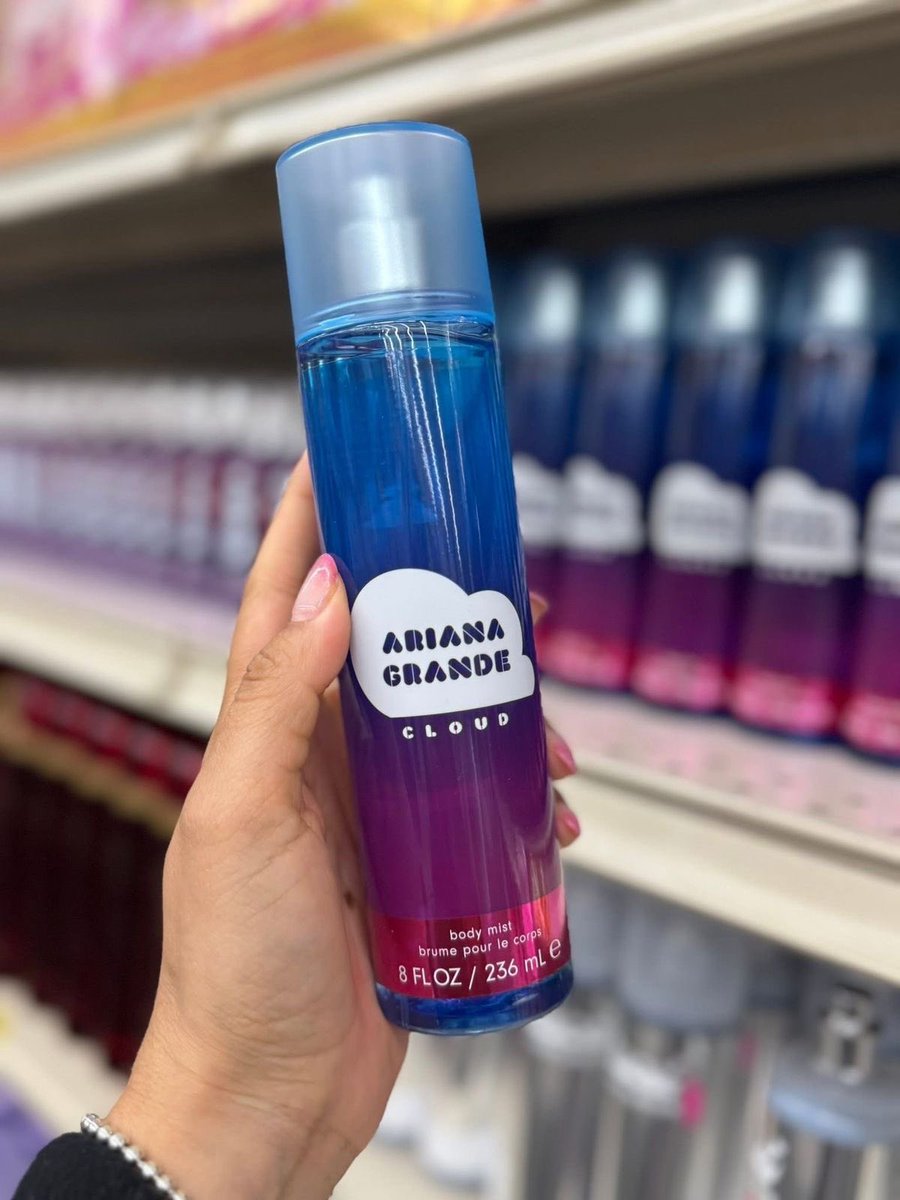 ARIANA
GRANDE
CLOUD
body mist
brume pour le corps
8 FL OZ / 236 mL e